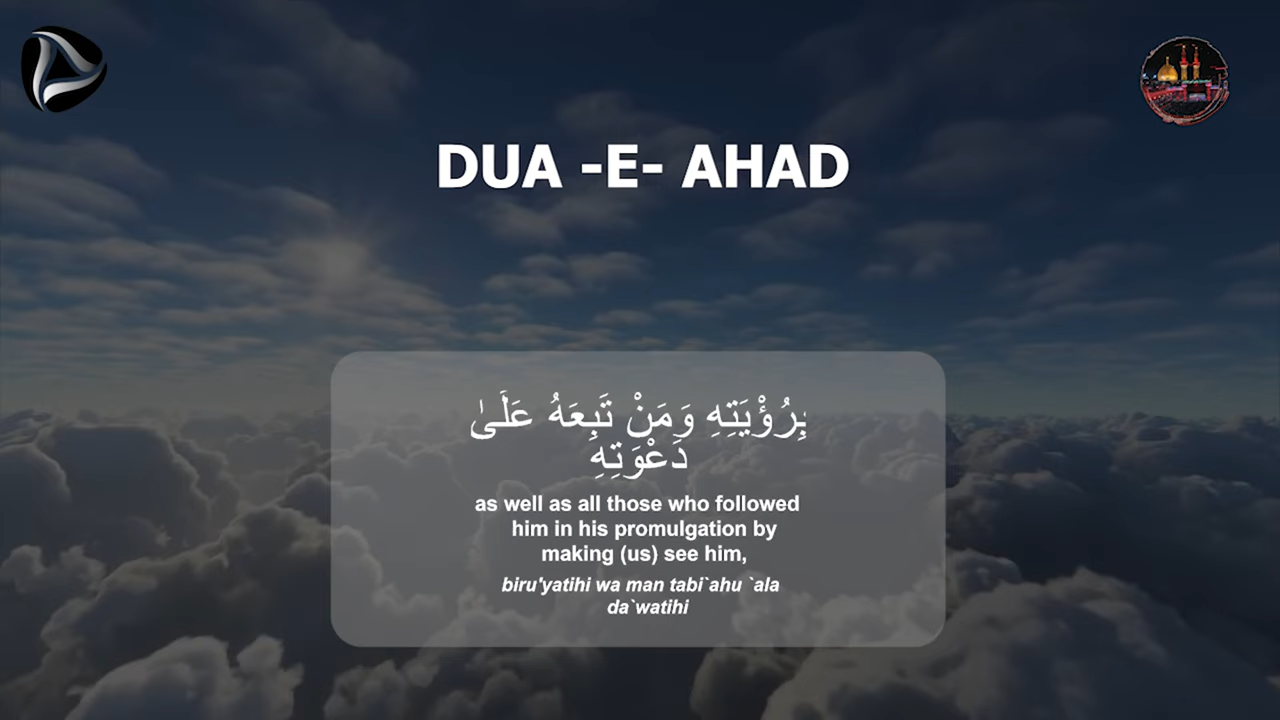 DUA -E- AHAD
بِرُؤْيَتِهِ وَمَنْ تَبِعَهُ عَلَىٰ
دَعْوَتِهِ
as well as all those who followed
him in his promulgation by
making (us) see him,
biru'yatihi wa man tabi`ahu `ala
da`watihi